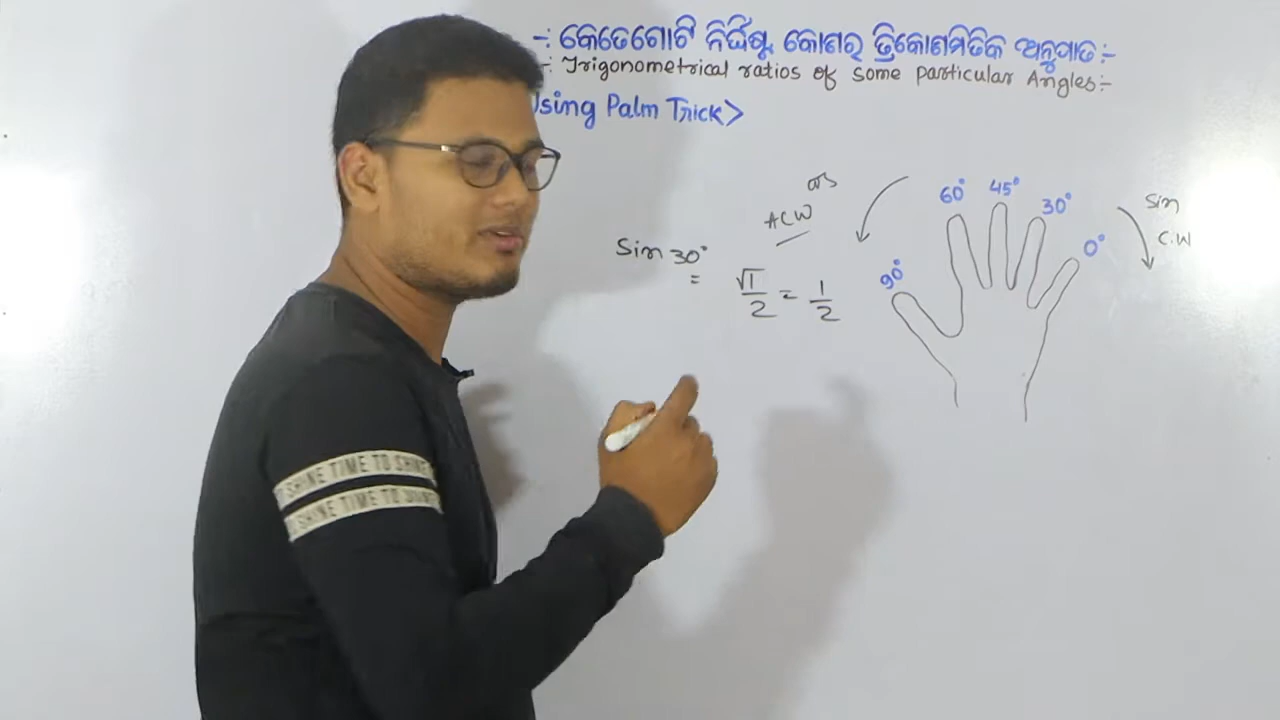 -: କେତେଗୋଟି ନିର୍ଦ୍ଦିଷ୍ଟ କୋଣର ତ୍ରିକୋଣମିତିକ ଅନୁପାତ:-
-: Trigonometrical ratios of some particular Angles:-
Using Palm Trick>
cos
ACW
60° 45° 30° 0° 90°
Sin
C.W
Sin 30°
= √1/2 = 1/2
SHINE TIME TO SHINE
SHINE TIME TO